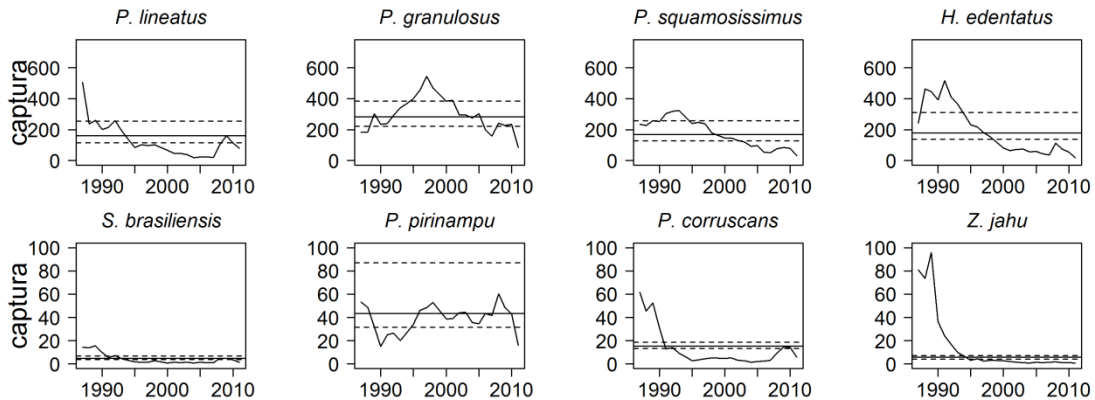 P. lineatus P. granulosus P. squamosissimus H. edentatus
captura
600 600 600 600
400 400 400 400
200 200 200 200
0 0 0 0
1990 2000 2010 1990 2000 2010 1990 2000 2010 1990 2000 2010
S. brasiliensis P. pirinampu P. corruscans Z. jahu
captura
100 100 100 100
80 80 80 80
60 60 60 60
40 40 40 40
20 20 20 20
0 0 0 0
1990 2000 2010 1990 2000 2010 1990 2000 2010 1990 2000 2010